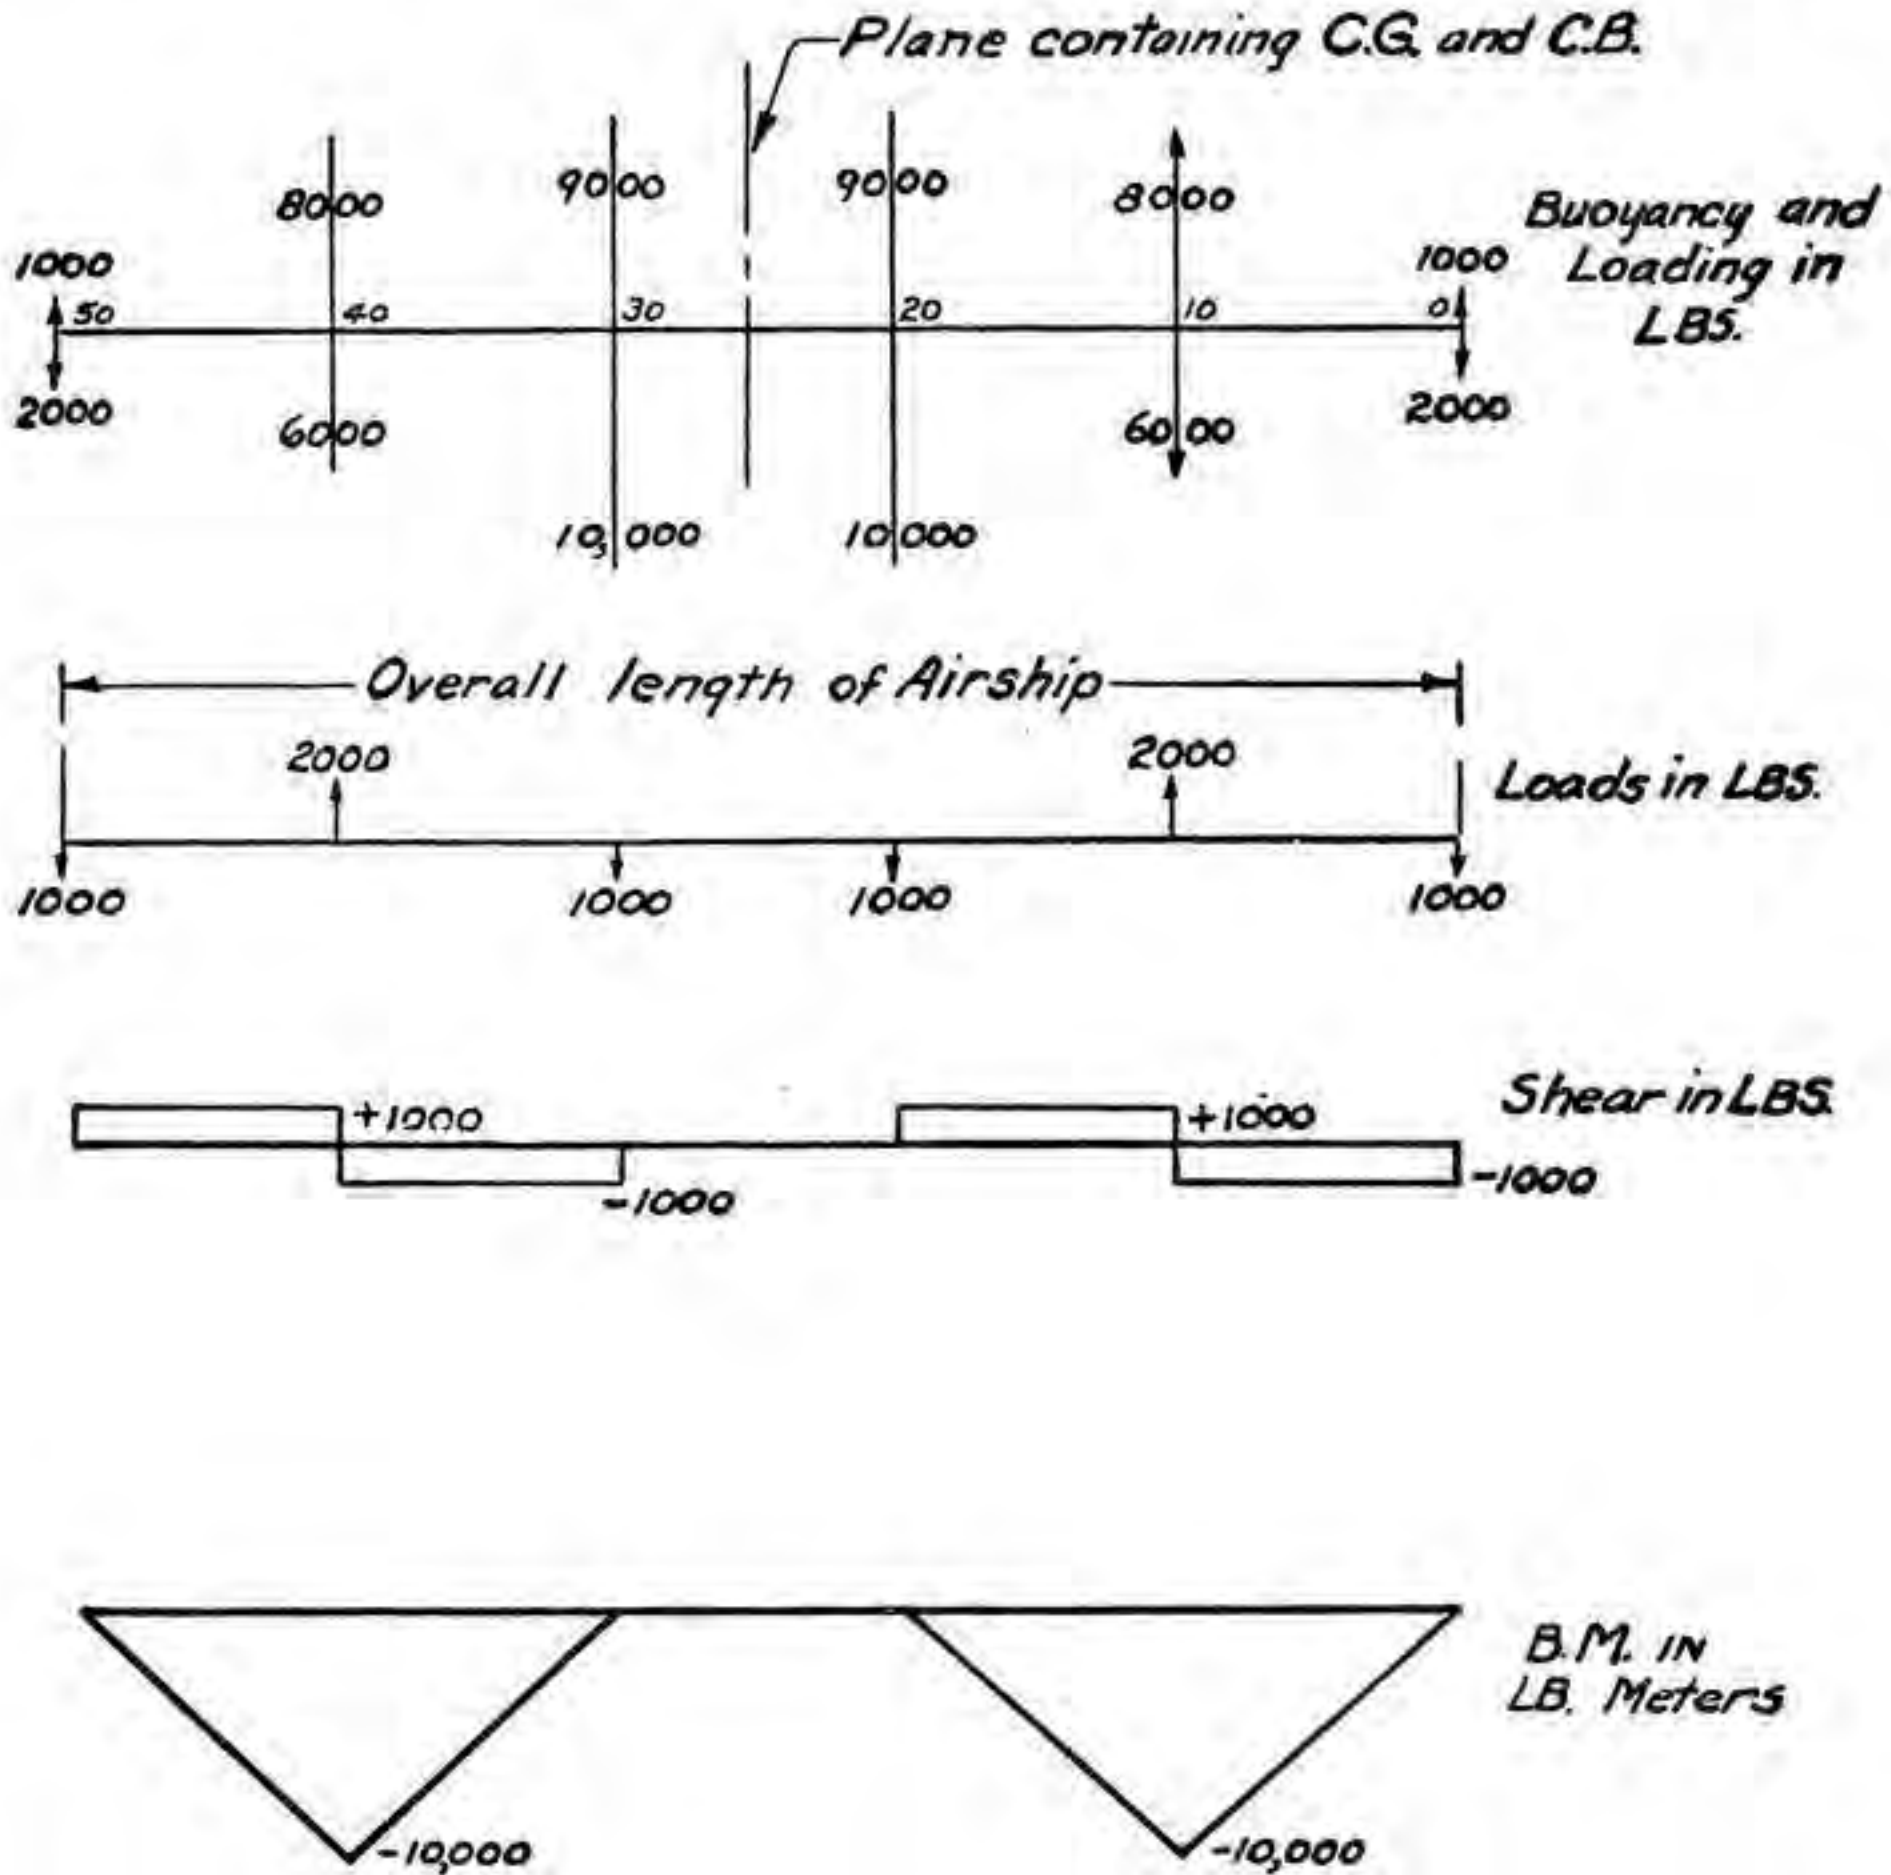 Plane containing C.G. and C.B.
8000 9000 9000 8000
Buoyancy and
Loading in
LBS.
1000 1000
50 40 30 20 10 0
2000 6000 6000 2000
10,000 10000
Overall length of Airship
2000 2000
Loads in LBS.
1000 1000 1000 1000
Shear in LBS.
+1000 +1000
-1000 -1000
B.M. IN
LB. Meters
-10,000 -10,000